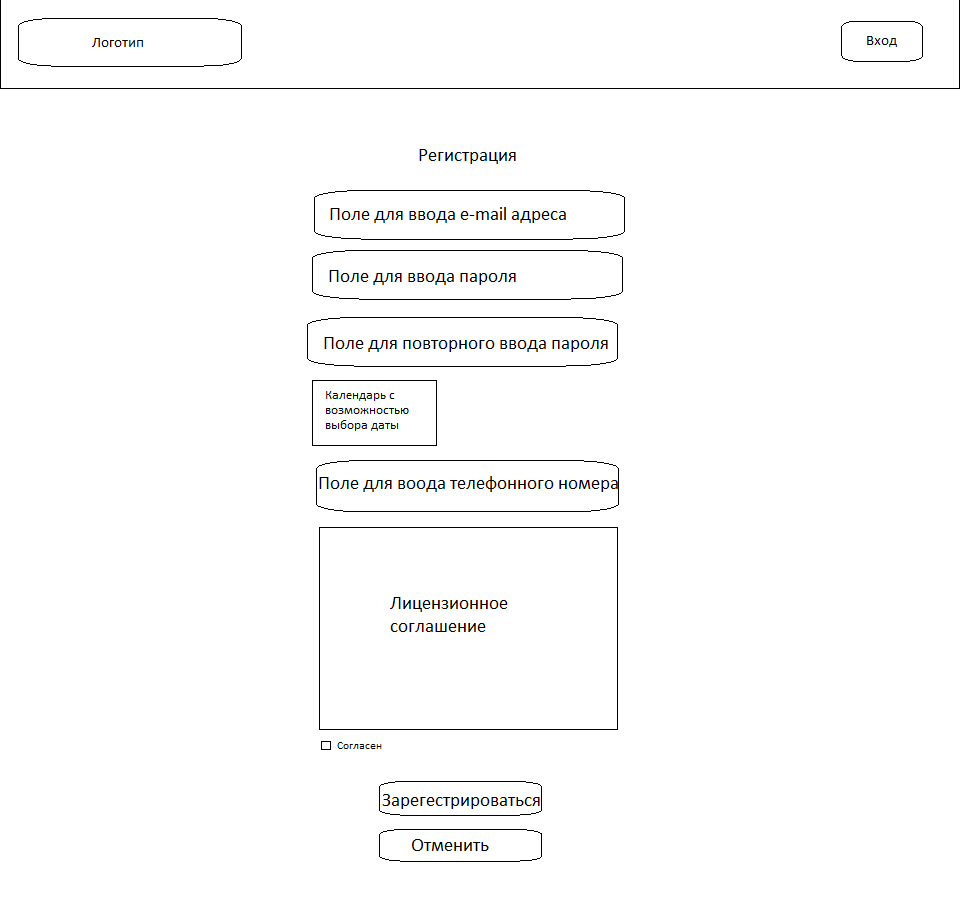 Логотип
Вход
Регистрация
Поле для ввода e-mail адреса
Поле для ввода пароля
Поле для повторного ввода пароля
Календарь с
возможностью
выбора даты
Поле для воода телефонного номера
Лицензионное
соглашение
Согласен
Зарегестрироваться
Отменить